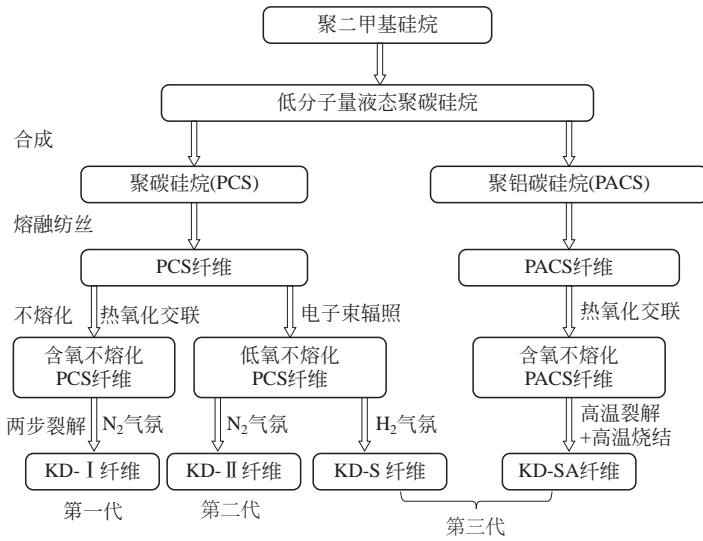 聚二甲基硅烷
低分子量液态聚碳硅烷
合成
聚碳硅烷(PCS)
聚铝碳硅烷(PACS)
熔融纺丝
PCS纤维
PACS纤维
不熔化
热氧化交联
电子束辐照
热氧化交联
含氧不熔化
PCS纤维
低氧不熔化
PCS纤维
含氧不熔化
PACS纤维
两步裂解
N₂气氛
N₂气氛
H₂气氛
高温裂解
+高温烧结
KD-Ⅰ纤维
KD-Ⅱ纤维
KD-S 纤维
KD-SA纤维
第一代
第二代
第三代